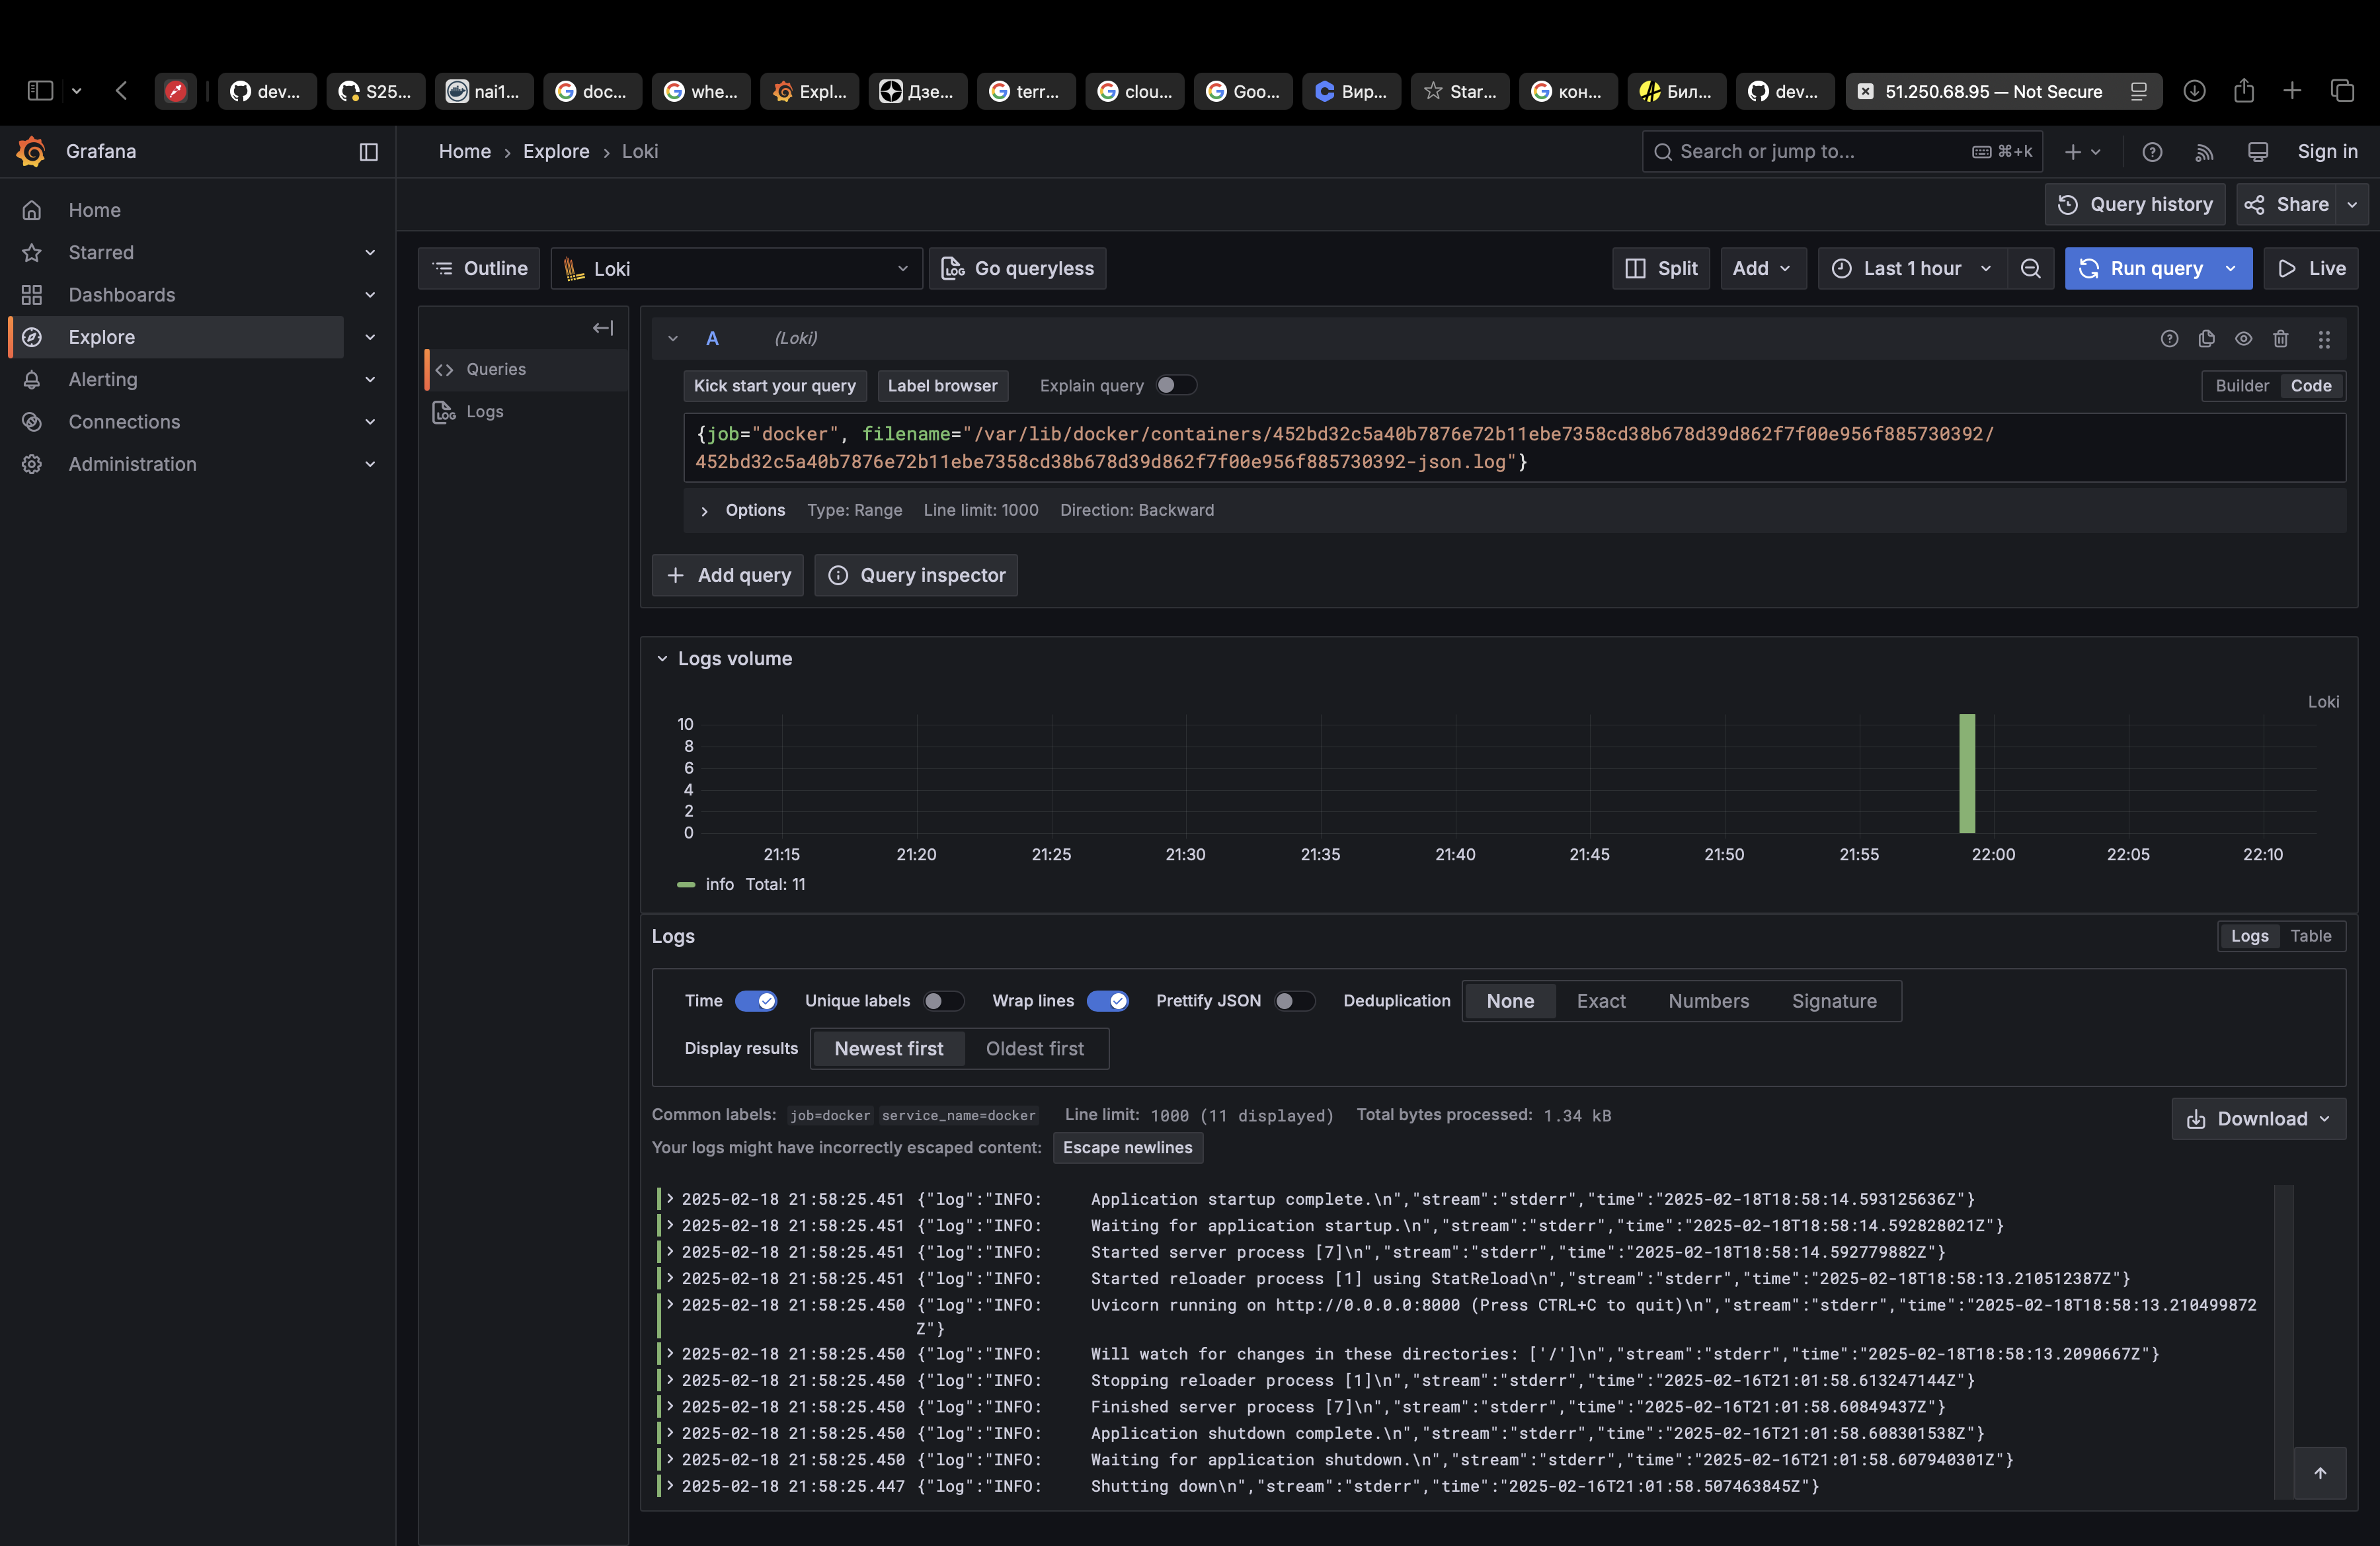 dev...
S25...
nai1...
doc...
whe...
Expl...
Дзе...
terr...
clou...
Goo...
Вир...
Star...
кон...
Бил...
dev...
51.250.68.95 — Not Secure
Grafana
Home › Explore › Loki
Search or jump to...
⌘+k
Sign in
Home
Starred
Dashboards
Explore
Alerting
Connections
Administration
Query history
Share
Outline
Loki
Go queryless
Split
Add
Last 1 hour
Run query
Live
Queries
Logs
A (Loki)
Kick start your query
Label browser
Explain query
Builder
Code
{job="docker", filename="/var/lib/docker/containers/452bd32c5a40b7876e72b11ebe7358cd38b678d39d862f7f00e956f885730392/
452bd32c5a40b7876e72b11ebe7358cd38b678d39d862f7f00e956f885730392-json.log"}
Options Type: Range Line limit: 1000 Direction: Backward
+ Add query
Query inspector
Logs volume
Loki
10
8
6
4
2
0
21:15 21:20 21:25 21:30 21:35 21:40 21:45 21:50 21:55 22:00 22:05 22:10
info Total: 11
Logs
Logs
Table
Time
Unique labels
Wrap lines
Prettify JSON
Deduplication
None
Exact
Numbers
Signature
Display results
Newest first
Oldest first
Common labels: job=docker service_name=docker Line limit: 1000 (11 displayed) Total bytes processed: 1.34 kB
Download
Your logs might have incorrectly escaped content: Escape newlines
2025-02-18 21:58:25.451 {"log":"INFO:     Application startup complete.\n","stream":"stderr","time":"2025-02-18T18:58:14.593125636Z"}
2025-02-18 21:58:25.451 {"log":"INFO:     Waiting for application startup.\n","stream":"stderr","time":"2025-02-18T18:58:14.592828021Z"}
2025-02-18 21:58:25.451 {"log":"INFO:     Started server process [7]\n","stream":"stderr","time":"2025-02-18T18:58:14.592779882Z"}
2025-02-18 21:58:25.451 {"log":"INFO:     Started reloader process [1] using StatReload\n","stream":"stderr","time":"2025-02-18T18:58:13.210512387Z"}
2025-02-18 21:58:25.450 {"log":"INFO:     Uvicorn running on http://0.0.0.0:8000 (Press CTRL+C to quit)\n","stream":"stderr","time":"2025-02-18T18:58:13.210499872
Z"}
2025-02-18 21:58:25.450 {"log":"INFO:     Will watch for changes in these directories: ['/']\n","stream":"stderr","time":"2025-02-18T18:58:13.2090667Z"}
2025-02-18 21:58:25.450 {"log":"INFO:     Stopping reloader process [1]\n","stream":"stderr","time":"2025-02-16T21:01:58.613247144Z"}
2025-02-18 21:58:25.450 {"log":"INFO:     Finished server process [7]\n","stream":"stderr","time":"2025-02-16T21:01:58.60849437Z"}
2025-02-18 21:58:25.450 {"log":"INFO:     Application shutdown complete.\n","stream":"stderr","time":"2025-02-16T21:01:58.608301538Z"}
2025-02-18 21:58:25.450 {"log":"INFO:     Waiting for application shutdown.\n","stream":"stderr","time":"2025-02-16T21:01:58.607940301Z"}
2025-02-18 21:58:25.447 {"log":"INFO:     Shutting down\n","stream":"stderr","time":"2025-02-16T21:01:58.507463845Z"}